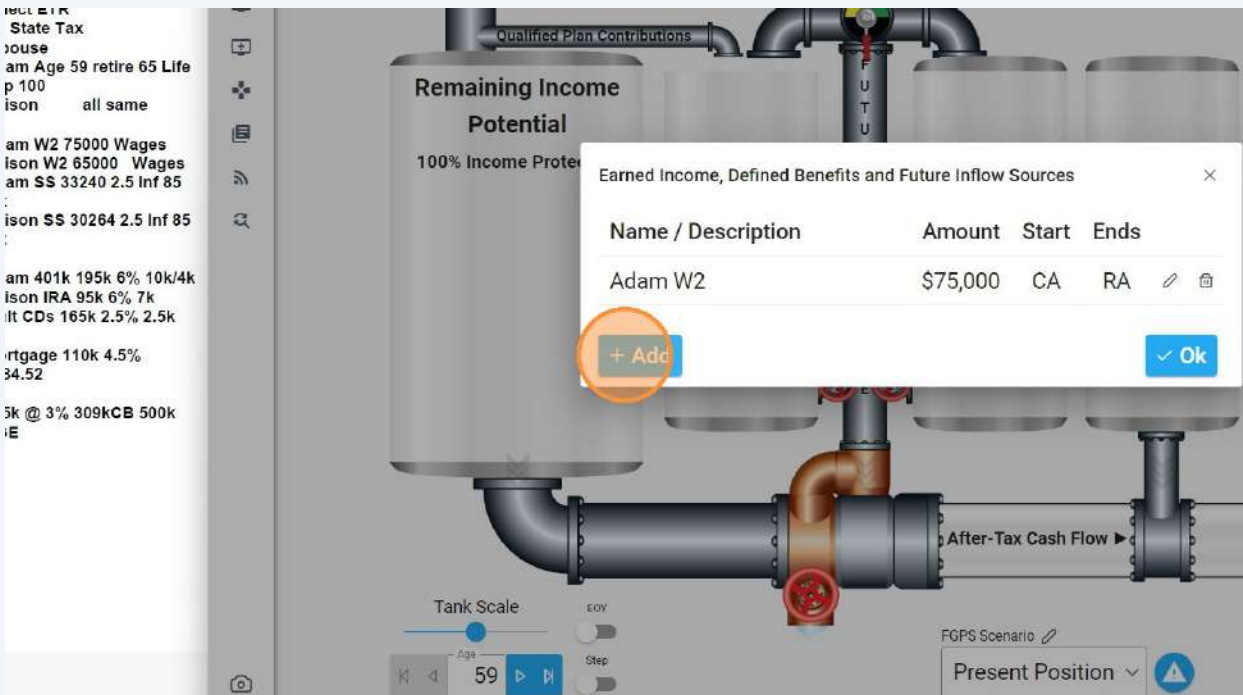 State Tax
am Age 59 retire 65 Life
p 100
ison all same
am W2 75000 Wages
ison W2 65000 Wages
am SS 33240 2.5 Inf 85
ison SS 30264 2.5 Inf 85
am 401k 195k 6% 10k/4k
ison IRA 95k 6% 7k
lt CDs 165k 2.5% 2.5k
rtgage 110k 4.5%
34.52
5k @ 3% 309kCB 500k
Qualified Plan Contributions
Remaining Income
Potential
100% Income Prote
F
U
T
U
Earned Income, Defined Benefits and Future Inflow Sources
Name / Description Amount Start Ends
Adam W2 $75,000 CA RA
+ Add
Ok
E
After-Tax Cash Flow
Tank Scale
EOY
Age
59
Step
FGPS Scenario
Present Position